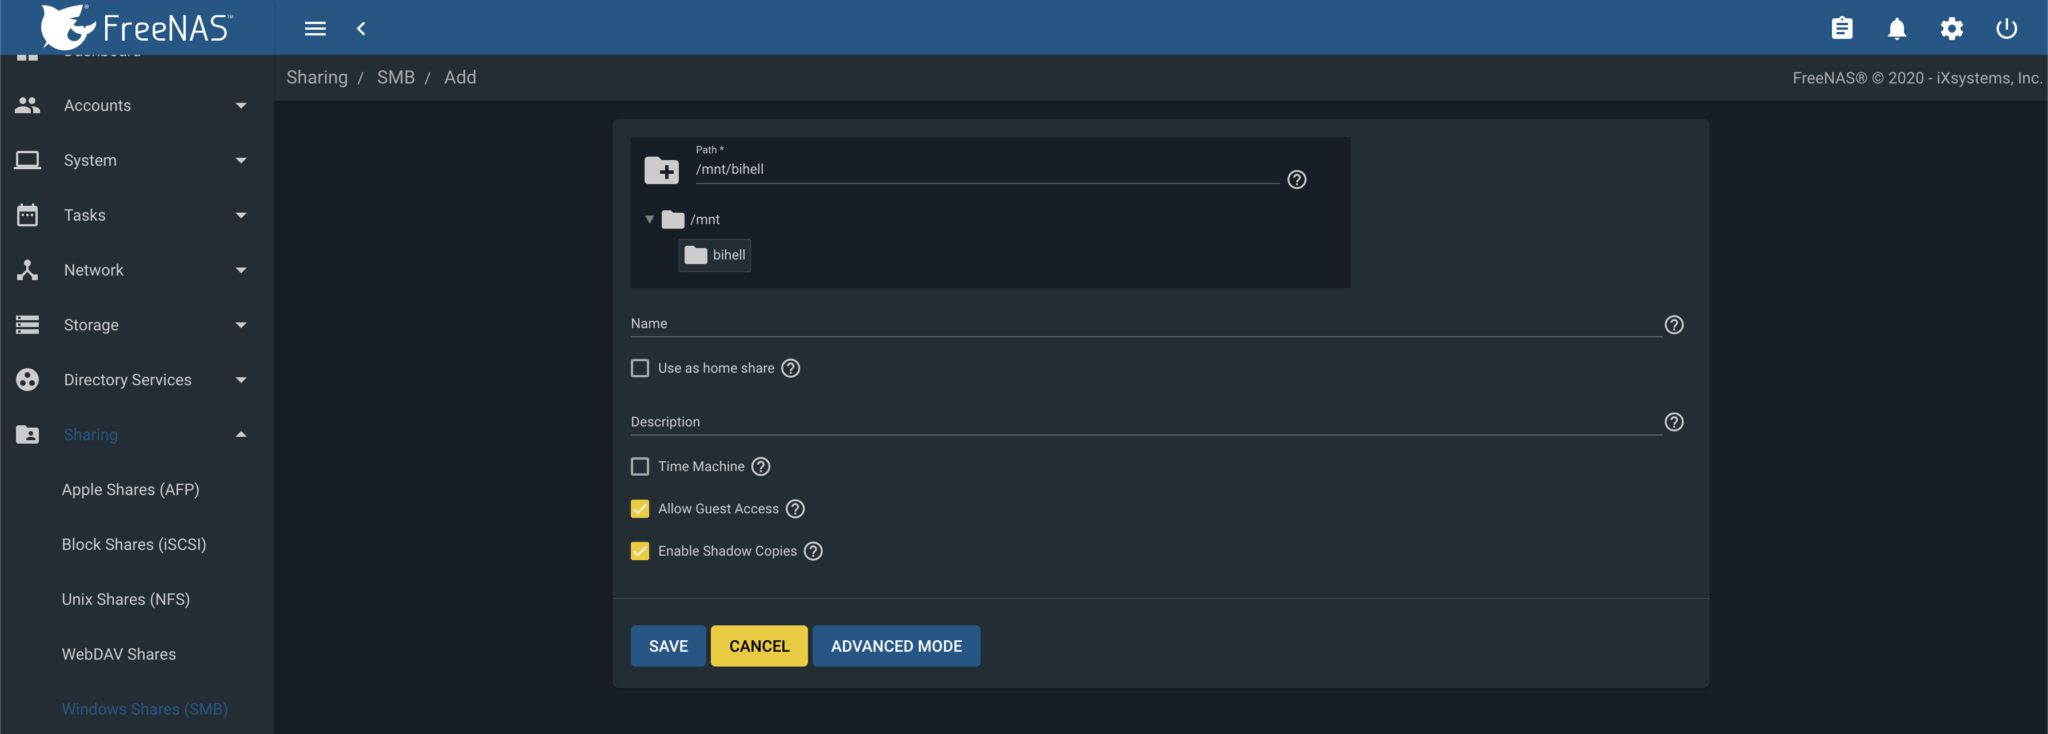 FreeNAS™
Dashboard
Accounts
System
Tasks
Network
Storage
Directory Services
Sharing
Apple Shares (AFP)
Block Shares (iSCSI)
Unix Shares (NFS)
WebDAV Shares
Windows Shares (SMB)
Sharing / SMB / Add
FreeNAS® © 2020 - iXsystems, Inc.
Path *
/mnt/bihell
/mnt
bihell
Name
Use as home share
Description
Time Machine
Allow Guest Access
Enable Shadow Copies
SAVE CANCEL ADVANCED MODE